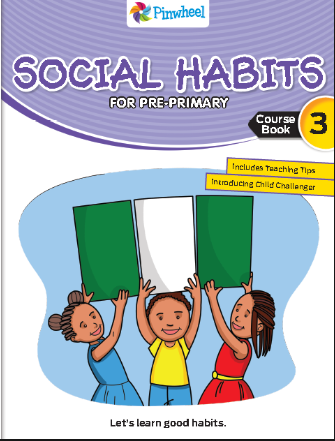 Pinwheel
SOCIAL HABITS
FOR PRE-PRIMARY
Course
Book
3
Includes Teaching Tips
Introducing Child Challenger
Let's learn good habits.